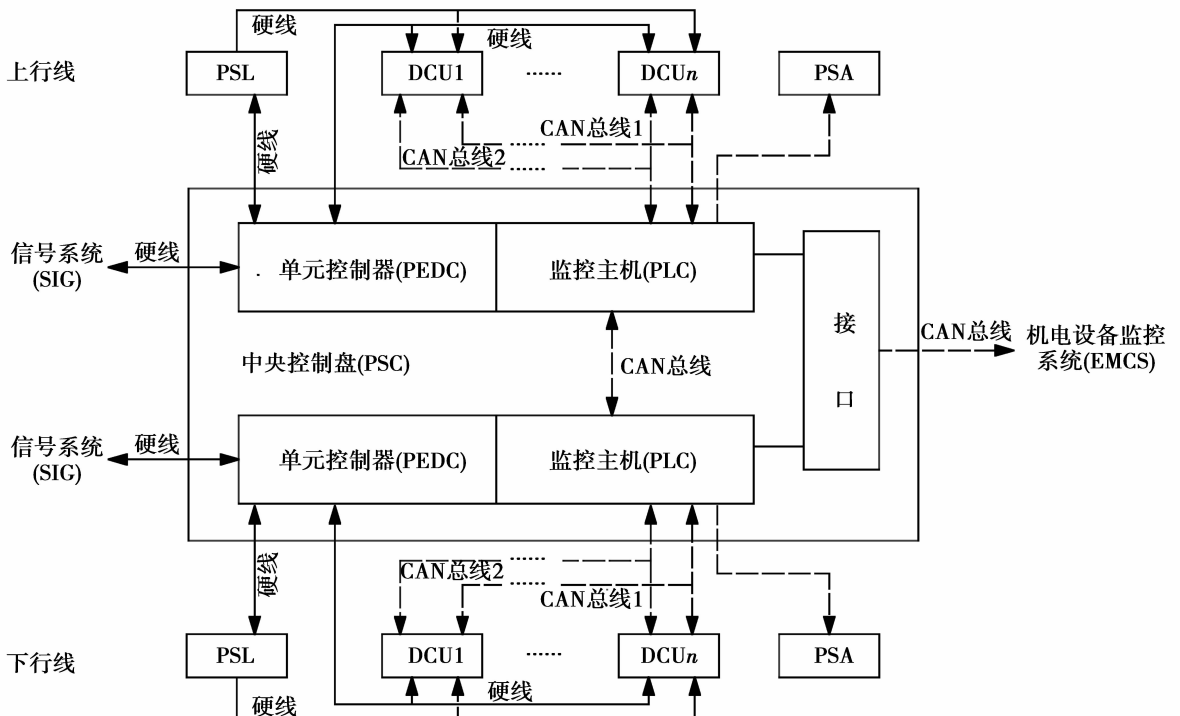 硬线
硬线
上行线
PSL
DCU1
……
DCUn
PSA
硬线
CAN总线1
……
CAN总线2
……
信号系统
(SIG)
硬线
单元控制器(PEDC)
监控主机(PLC)
接
口
中央控制盘(PSC)
CAN总线
CAN总线
机电设备监控
系统(EMCS)
信号系统
(SIG)
硬线
单元控制器(PEDC)
监控主机(PLC)
硬线
……
CAN总线2
……
CAN总线1
下行线
PSL
DCU1
……
DCUn
PSA
硬线
硬线